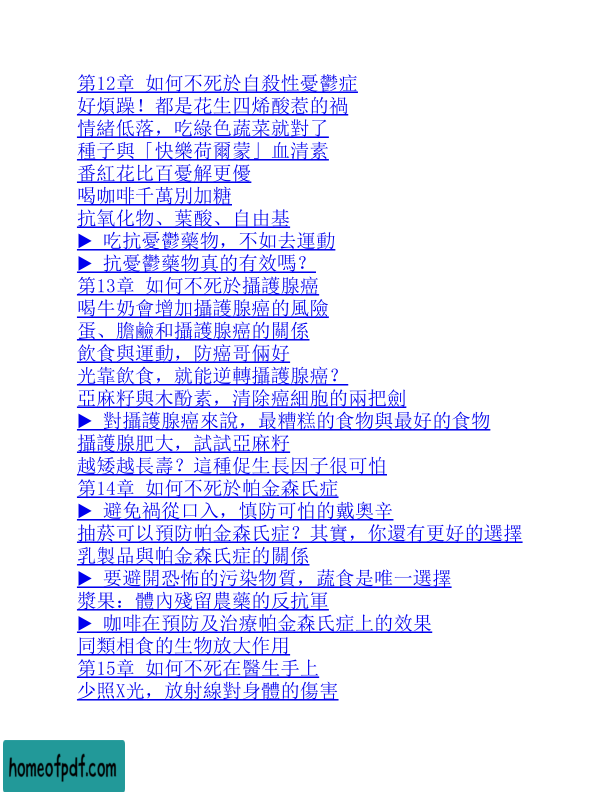 第12章 如何不死於自殺性憂鬱症
好煩躁！都是花生四烯酸惹的禍
情緒低落，吃綠色蔬菜就對了
種子與「快樂荷爾蒙」血清素
番紅花比百憂解更優
喝咖啡千萬別加糖
抗氧化物、葉酸、自由基
▶ 吃抗憂鬱藥物，不如去運動
▶ 抗憂鬱藥物真的有效嗎？
第13章 如何不死於攝護腺癌
喝牛奶會增加攝護腺癌的風險
蛋、膽鹼和攝護腺癌的關係
飲食與運動，防癌哥倆好
光靠飲食，就能逆轉攝護腺癌？
亞麻籽與木酚素，清除癌細胞的兩把劍
▶ 對攝護腺癌來說，最糟糕的食物與最好的食物
攝護腺肥大，試試亞麻籽
越矮越長壽？這種促生長因子很可怕
第14章 如何不死於帕金森氏症
▶ 避免禍從口入，慎防可怕的戴奧辛
抽菸可以預防帕金森氏症？其實，你還有更好的選擇
乳製品與帕金森氏症的關係
▶ 要避開恐怖的污染物質，蔬食是唯一選擇
漿果：體內殘留農藥的反抗軍
▶ 咖啡在預防及治療帕金森氏症上的效果
同類相食的生物放大作用
第15章 如何不死在醫生手上
少照X光，放射線對身體的傷害
homeofpdf.com